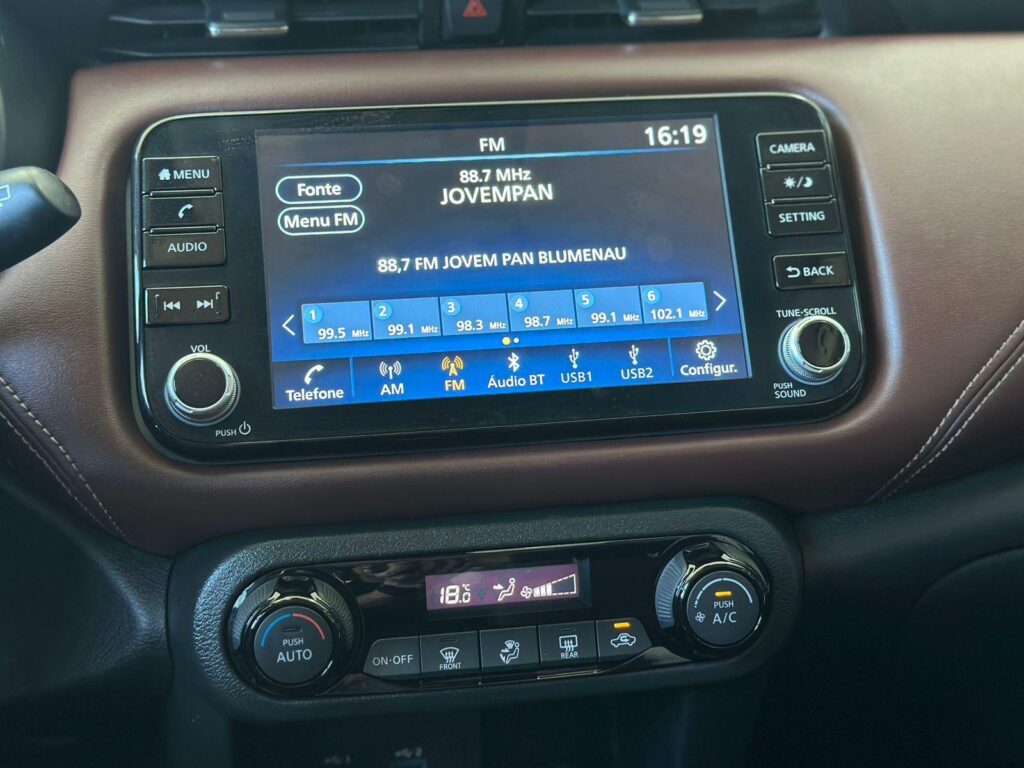 FM
16:19
MENU
AUDIO
VOL
PUSH
Fonte
Menu FM
88.7 MHz
JOVEMPAN
88,7 FM JOVEM PAN BLUMENAU
1 99.5 MHz
2 99.1 MHz
3 98.3 MHz
4 98.7 MHz
5 99.1 MHz
6 102.1 MHz
Telefone
AM
FM
Áudio BT
USB1
USB2
Configur.
CAMERA
SETTING
BACK
TUNE·SCROLL
PUSH
SOUND
18.0 °C
PUSH
AUTO
ON·OFF
FRONT
REAR
PUSH
A/C